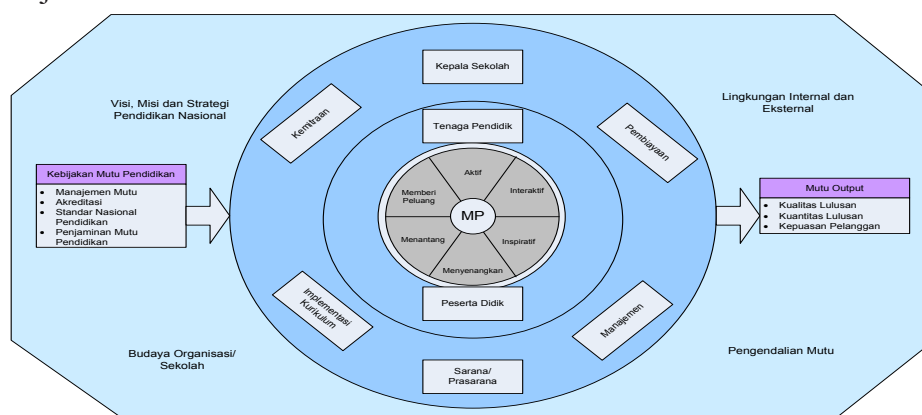 Kepala Sekolah
Visi, Misi dan Strategi
Pendidikan Nasional
Lingkungan Internal dan
Eksternal
Kemitraan
Tenaga Pendidik
Pembiayaan
Kebijakan Mutu Pendidikan
• Manajemen Mutu
• Akreditasi
• Standar Nasional
Pendidikan
• Penjaminan Mutu
Pendidikan
Aktif
Memberi
Peluang
Interaktif
MP
Menantang
Inspiratif
Menyenangkan
Mutu Output
• Kualitas Lulusan
• Kuantitas Lulusan
• Kepuasan Pelanggan
Implementasi
Kurikulum
Peserta Didik
Manajemen
Budaya Organisasi/
Sekolah
Sarana/
Prasarana
Pengendalian Mutu